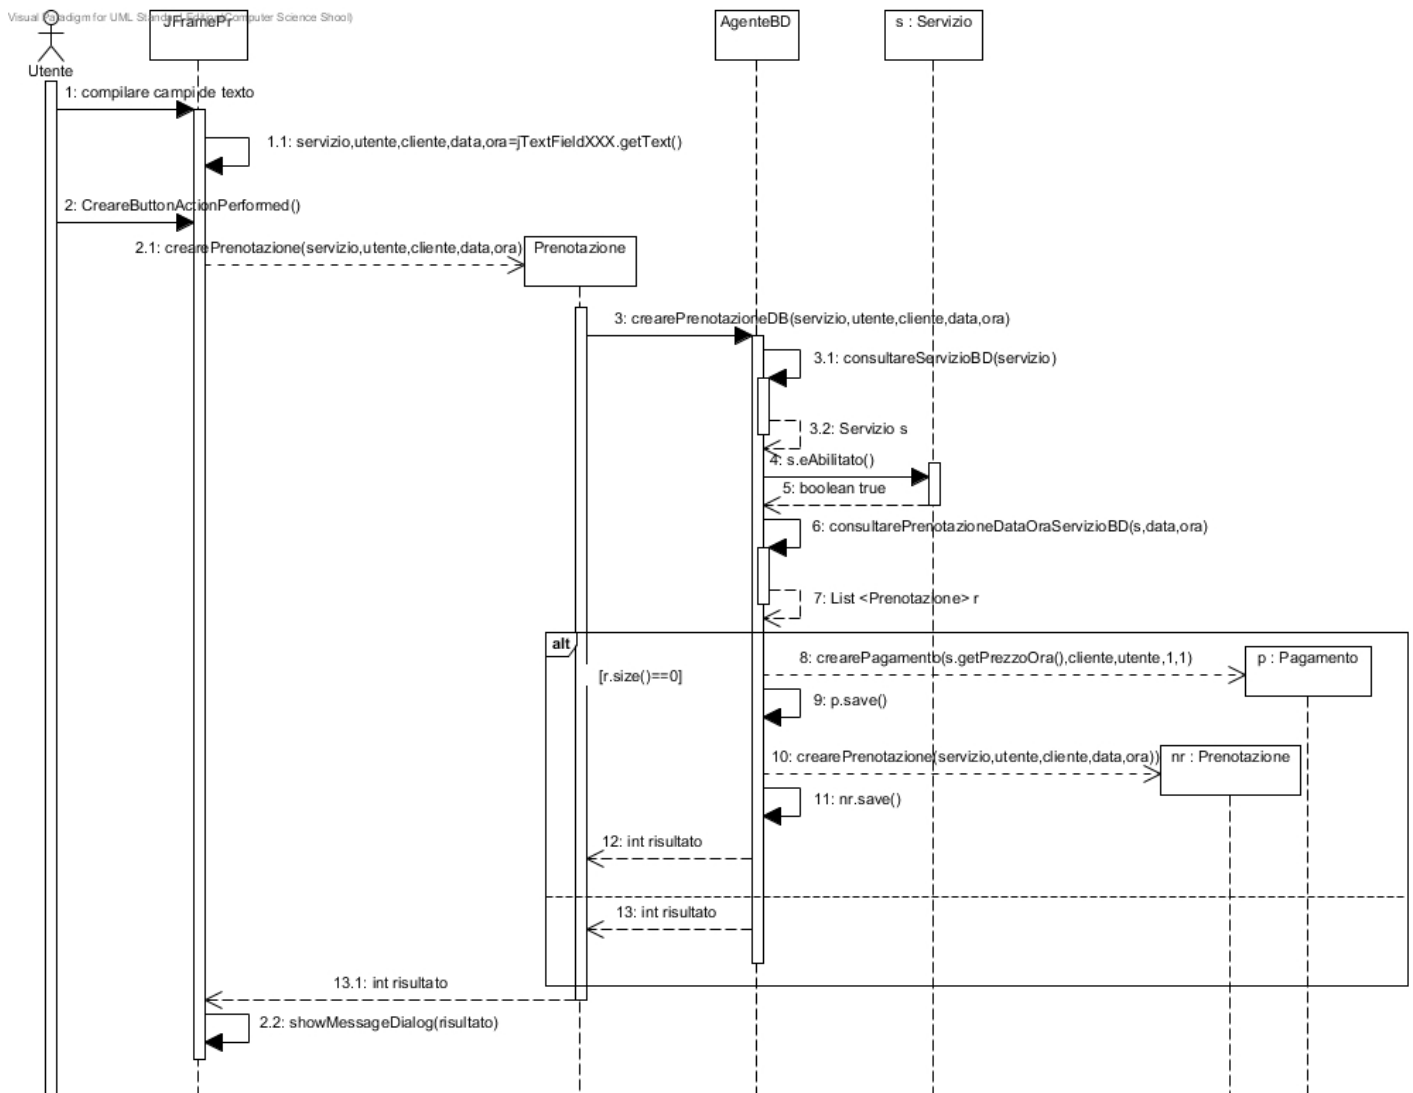 Visual Paradigm for UML Standard Edition(Computer Science Shool)
JFramePr
AgenteBD
s : Servizio
Utente
1: compilare campi de texto
1.1: servizio,utente,cliente,data,ora=jTextFieldXXX.getText()
2: CreareButtonActionPerformed()
2.1: crearePrenotazione(servizio,utente,cliente,data,ora)
Prenotazione
3: crearePrenotazioneDB(servizio,utente,cliente,data,ora)
3.1: consultareServizioBD(servizio)
3.2: Servizio s
4: s.eAbilitato()
5: boolean true
6: consultarePrenotazioneDataOraServizioBD(s,data,ora)
7: List <Prenotazione> r
alt
[r.size()==0]
8: crearePagamento(s.getPrezzoOra(),cliente,utente,1,1)
p : Pagamento
9: p.save()
10: crearePrenotazione(servizio,utente,cliente,data,ora))
nr : Prenotazione
11: nr.save()
12: int risultato
13: int risultato
13.1: int risultato
2.2: showMessageDialog(risultato)